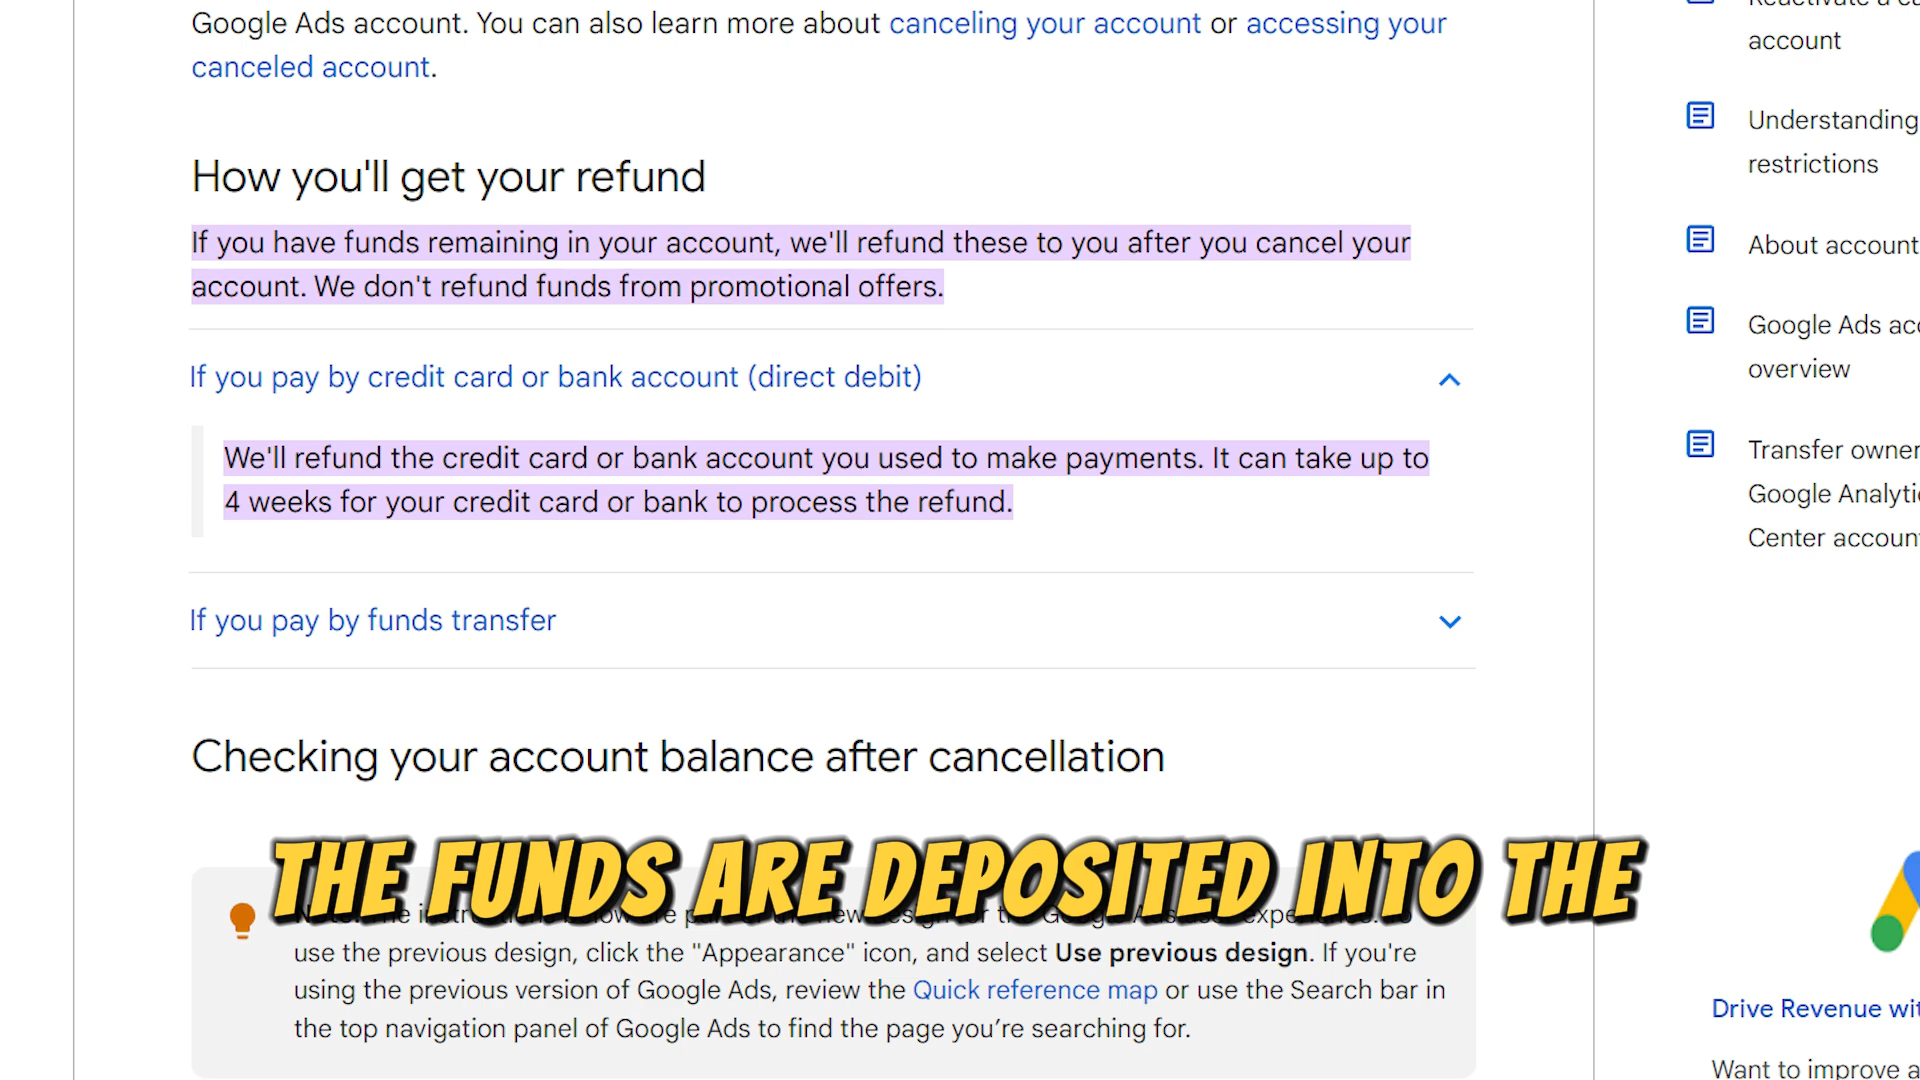 Google Ads account. You can also learn more about canceling your account or accessing your
canceled account.
How you'll get your refund
If you have funds remaining in your account, we'll refund these to you after you cancel your
account. We don't refund funds from promotional offers.
If you pay by credit card or bank account (direct debit)
We'll refund the credit card or bank account you used to make payments. It can take up to
4 weeks for your credit card or bank to process the refund.
If you pay by funds transfer
Checking your account balance after cancellation
THE FUNDS ARE DEPOSITED INTO THE
use the previous design, click the "Appearance" icon, and select Use previous design. If you're
using the previous version of Google Ads, review the Quick reference map or use the Search bar in
the top navigation panel of Google Ads to find the page you’re searching for.
account
Understanding
restrictions
About account
Google Ads
overview
Transfer
Google
Center
Drive Revenue
Want to improve